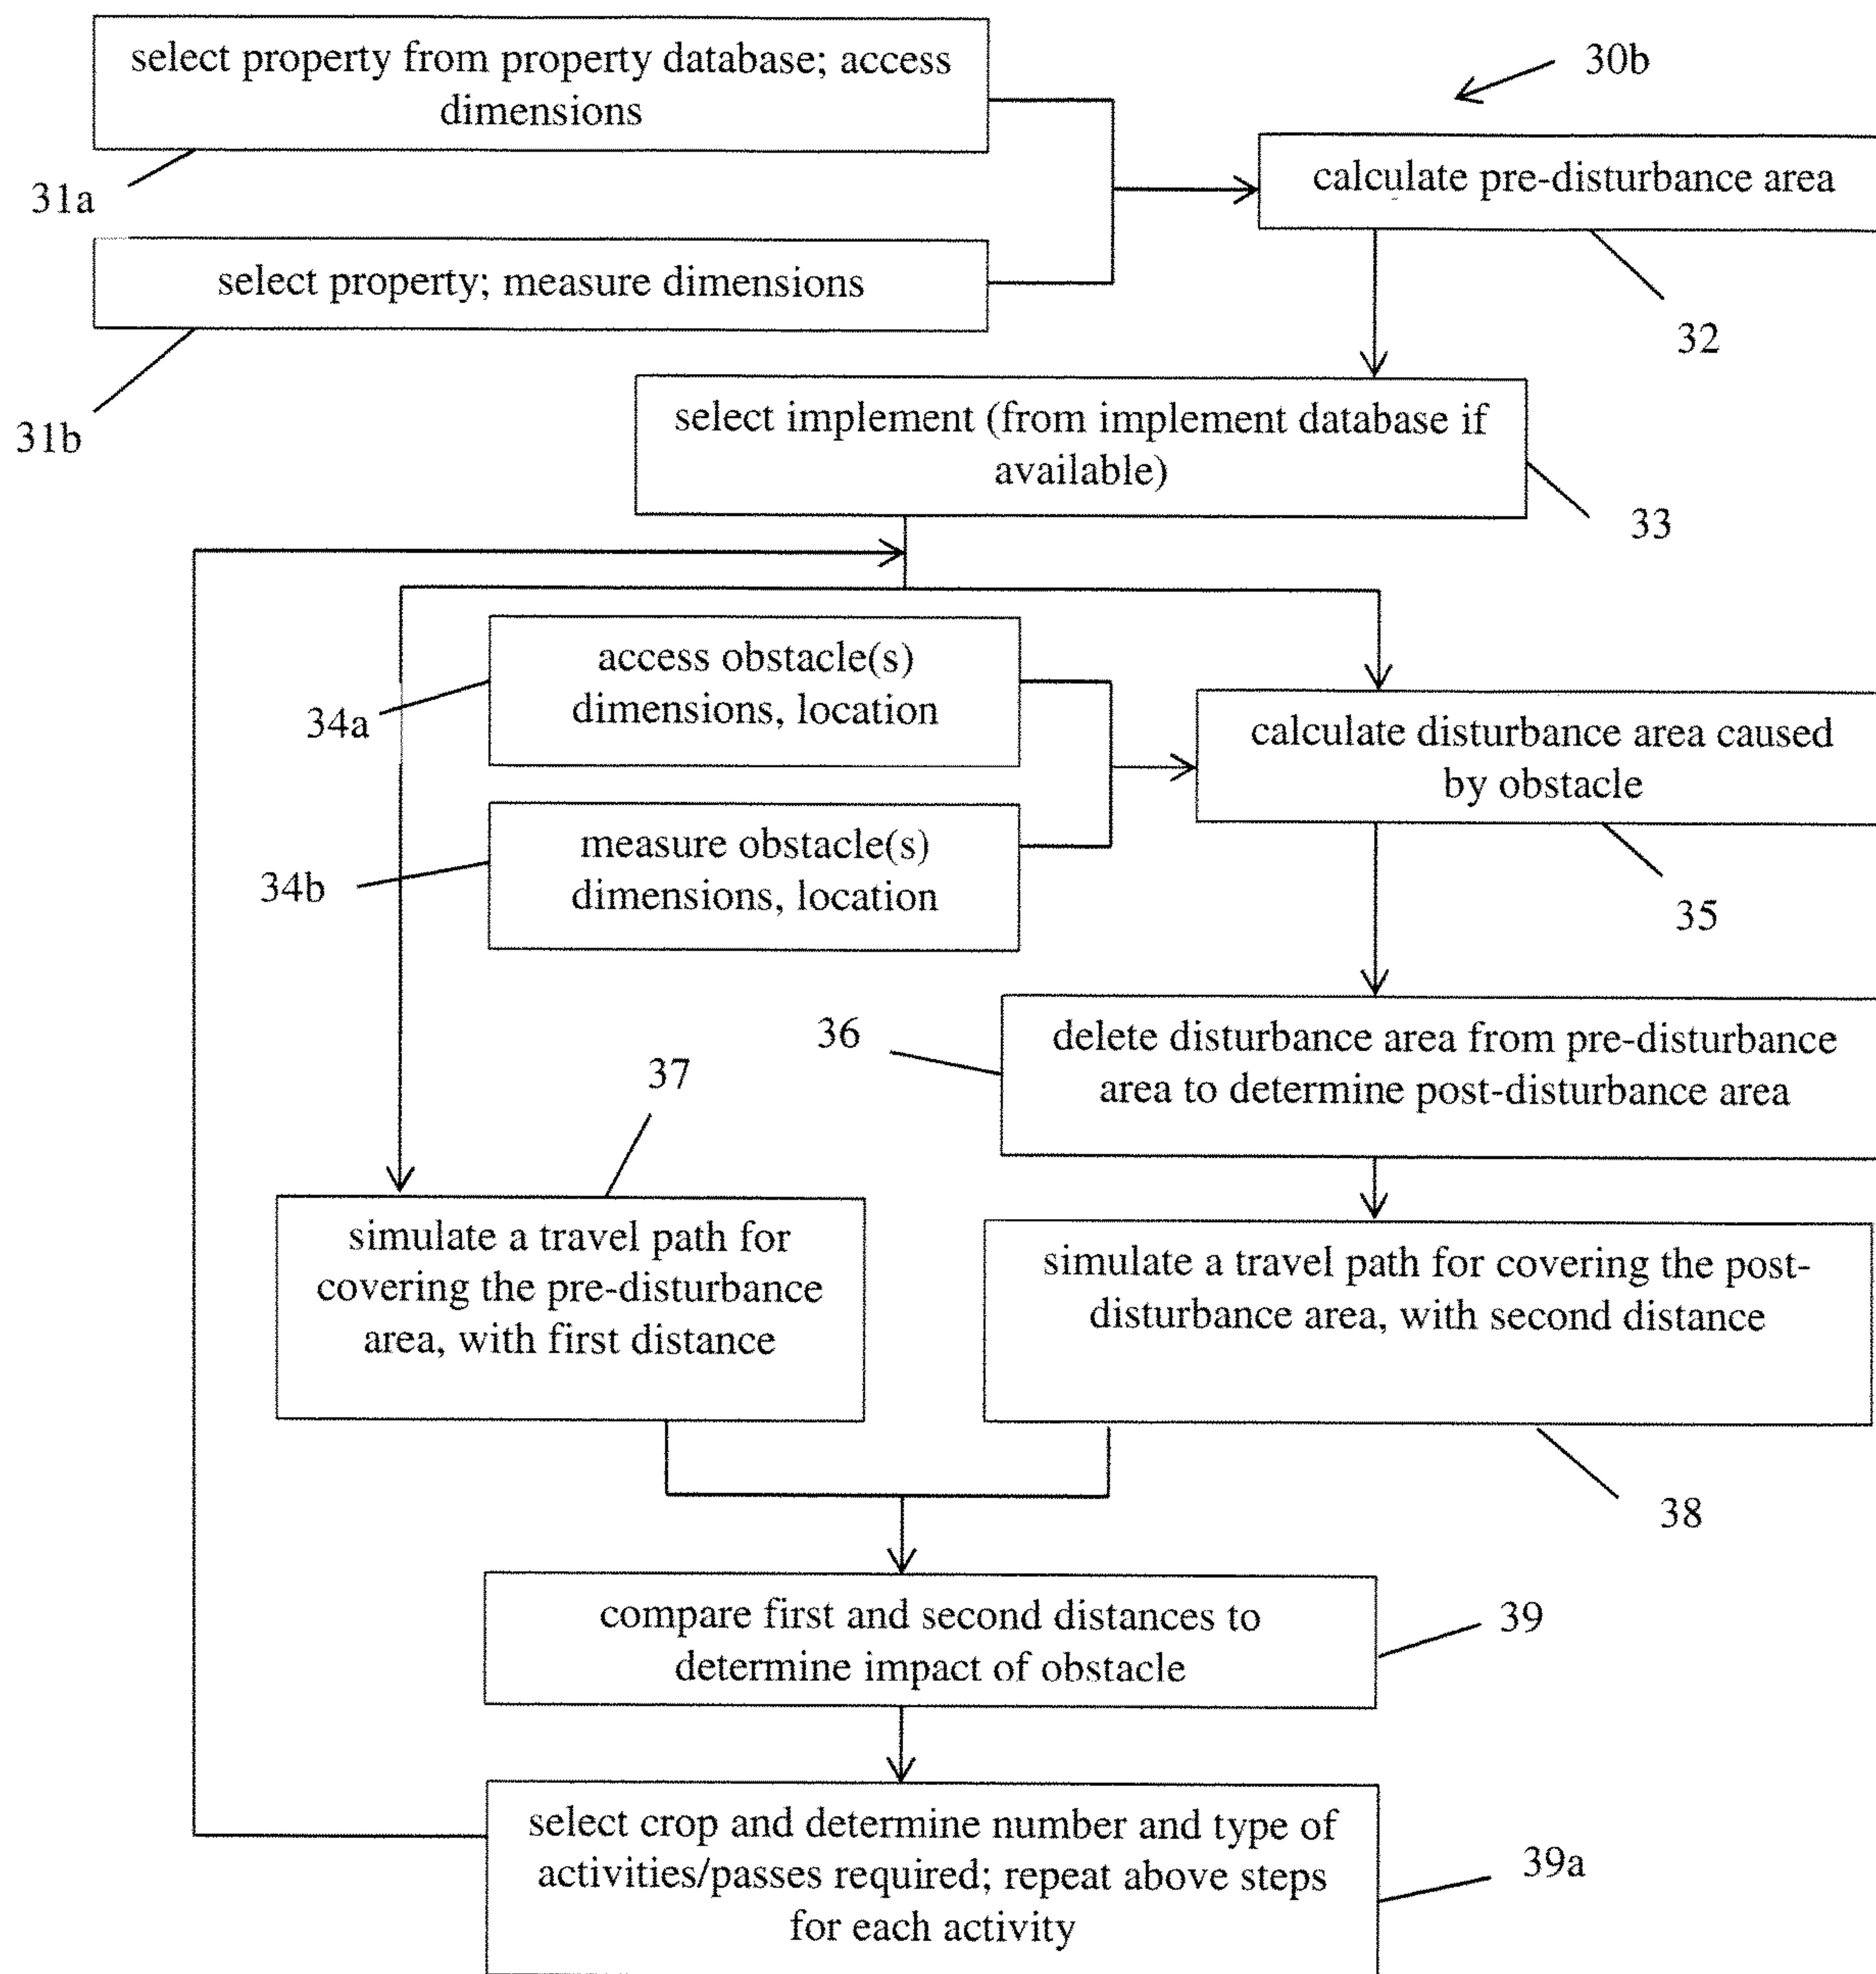 select property from property database; access
dimensions
30b
calculate pre-disturbance area
31a
select property; measure dimensions
32
31b
select implement (from implement database if
available)
33
access obstacle(s)
dimensions, location
34a
calculate disturbance area caused
by obstacle
measure obstacle(s)
dimensions, location
34b
35
36
delete disturbance area from pre-disturbance
area to determine post-disturbance area
37
simulate a travel path for
covering the pre-disturbance
area, with first distance
simulate a travel path for covering the post-
disturbance area, with second distance
38
compare first and second distances to
determine impact of obstacle
39
select crop and determine number and type of
activities/passes required; repeat above steps
for each activity
39a